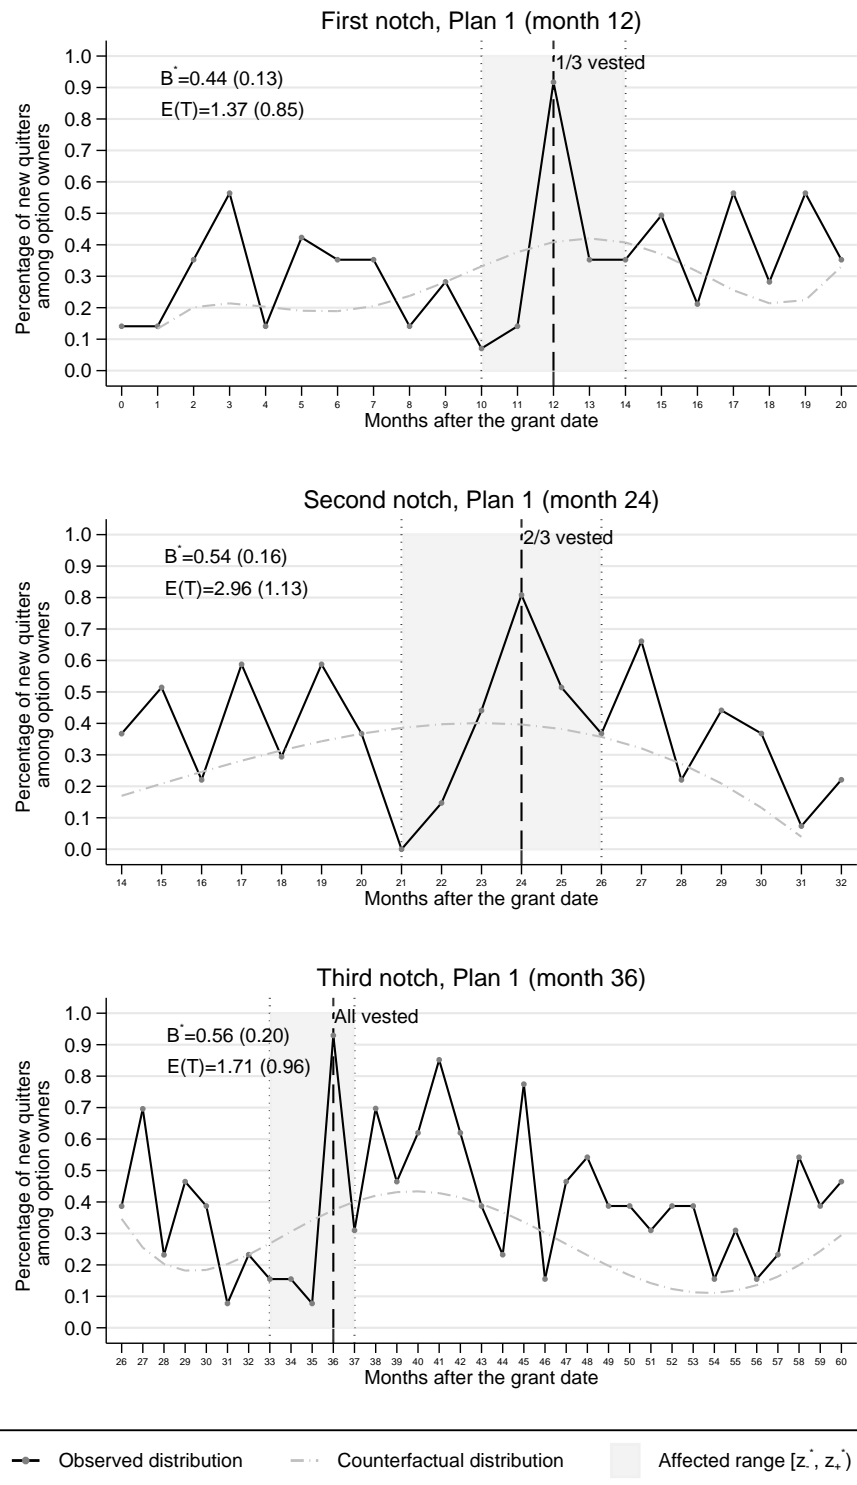 First notch, Plan 1 (month 12)
1/3 vested
B*=0.44 (0.13)
E(T)=1.37 (0.85)
Percentage of new quitters
among option owners
1.0
0.9
0.8
0.7
0.6
0.5
0.4
0.3
0.2
0.1
0.0
0 1 2 3 4 5 6 7 8 9 10 11 12 13 14 15 16 17 18 19 20
Months after the grant date
Second notch, Plan 1 (month 24)
2/3 vested
B*=0.54 (0.16)
E(T)=2.96 (1.13)
Percentage of new quitters
among option owners
1.0
0.9
0.8
0.7
0.6
0.5
0.4
0.3
0.2
0.1
0.0
14 15 16 17 18 19 20 21 22 23 24 25 26 27 28 29 30 31 32
Months after the grant date
Third notch, Plan 1 (month 36)
All vested
B*=0.56 (0.20)
E(T)=1.71 (0.96)
Percentage of new quitters
among option owners
1.0
0.9
0.8
0.7
0.6
0.5
0.4
0.3
0.2
0.1
0.0
26 27 28 29 30 31 32 33 34 35 36 37 38 39 40 41 42 43 44 45 46 47 48 49 50 51 52 53 54 55 56 57 58 59 60
Months after the grant date
Observed distribution Counterfactual distribution Affected range [z₋*, z₊*)